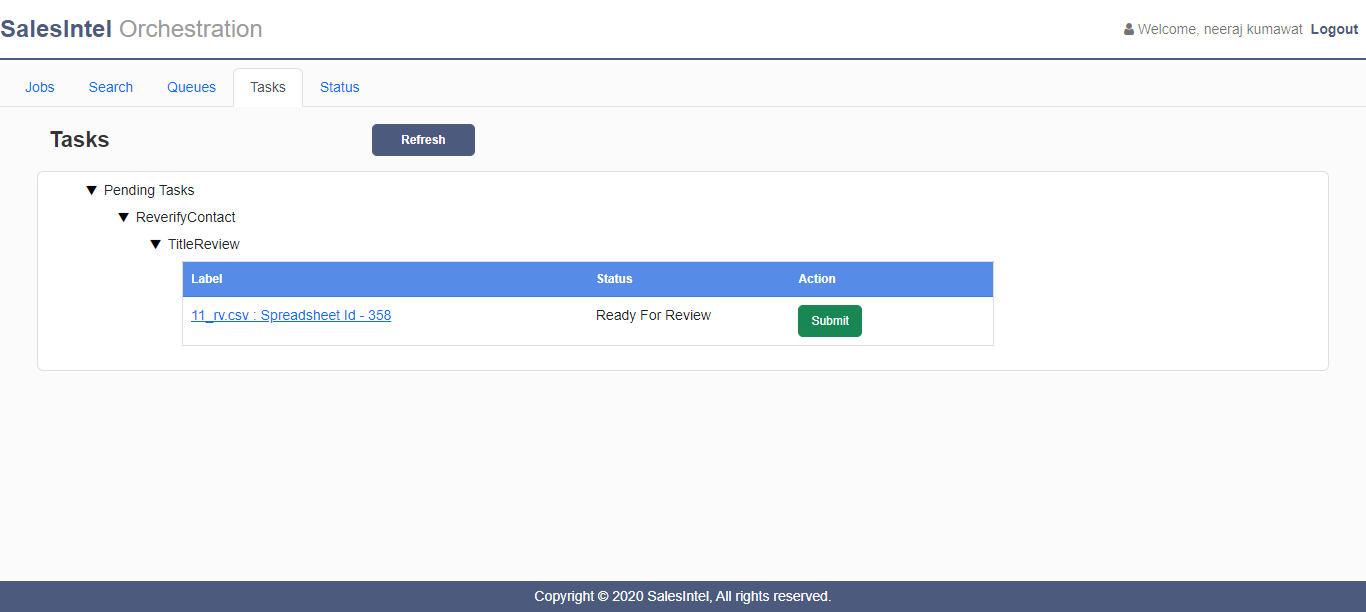 SalesIntel Orchestration
Welcome, neeraj kumawat Logout
Jobs Search Queues Tasks Status
Tasks Refresh
Pending Tasks
ReverifyContact
TitleReview
Label Status Action
11_rv.csv : Spreadsheet Id - 358 Ready For Review Submit
Copyright © 2020 SalesIntel, All rights reserved.